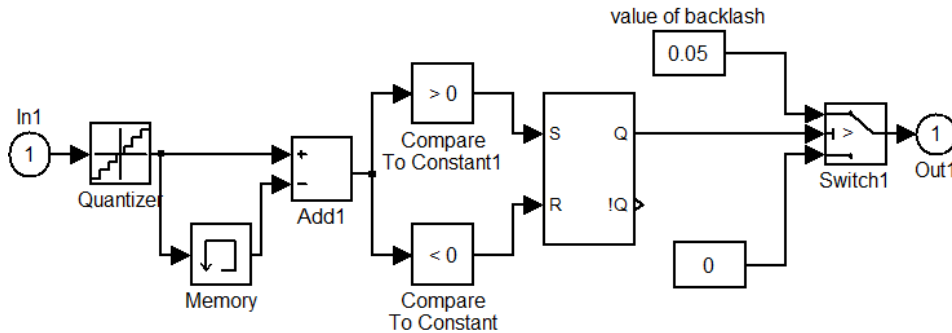 value of backlash
0.05
In1
1
Quantizer
Memory
+
−
Add1
> 0
Compare
To Constant1
< 0
Compare
To Constant
S
Q
R
!Q
0
>
Switch1
1
Out1